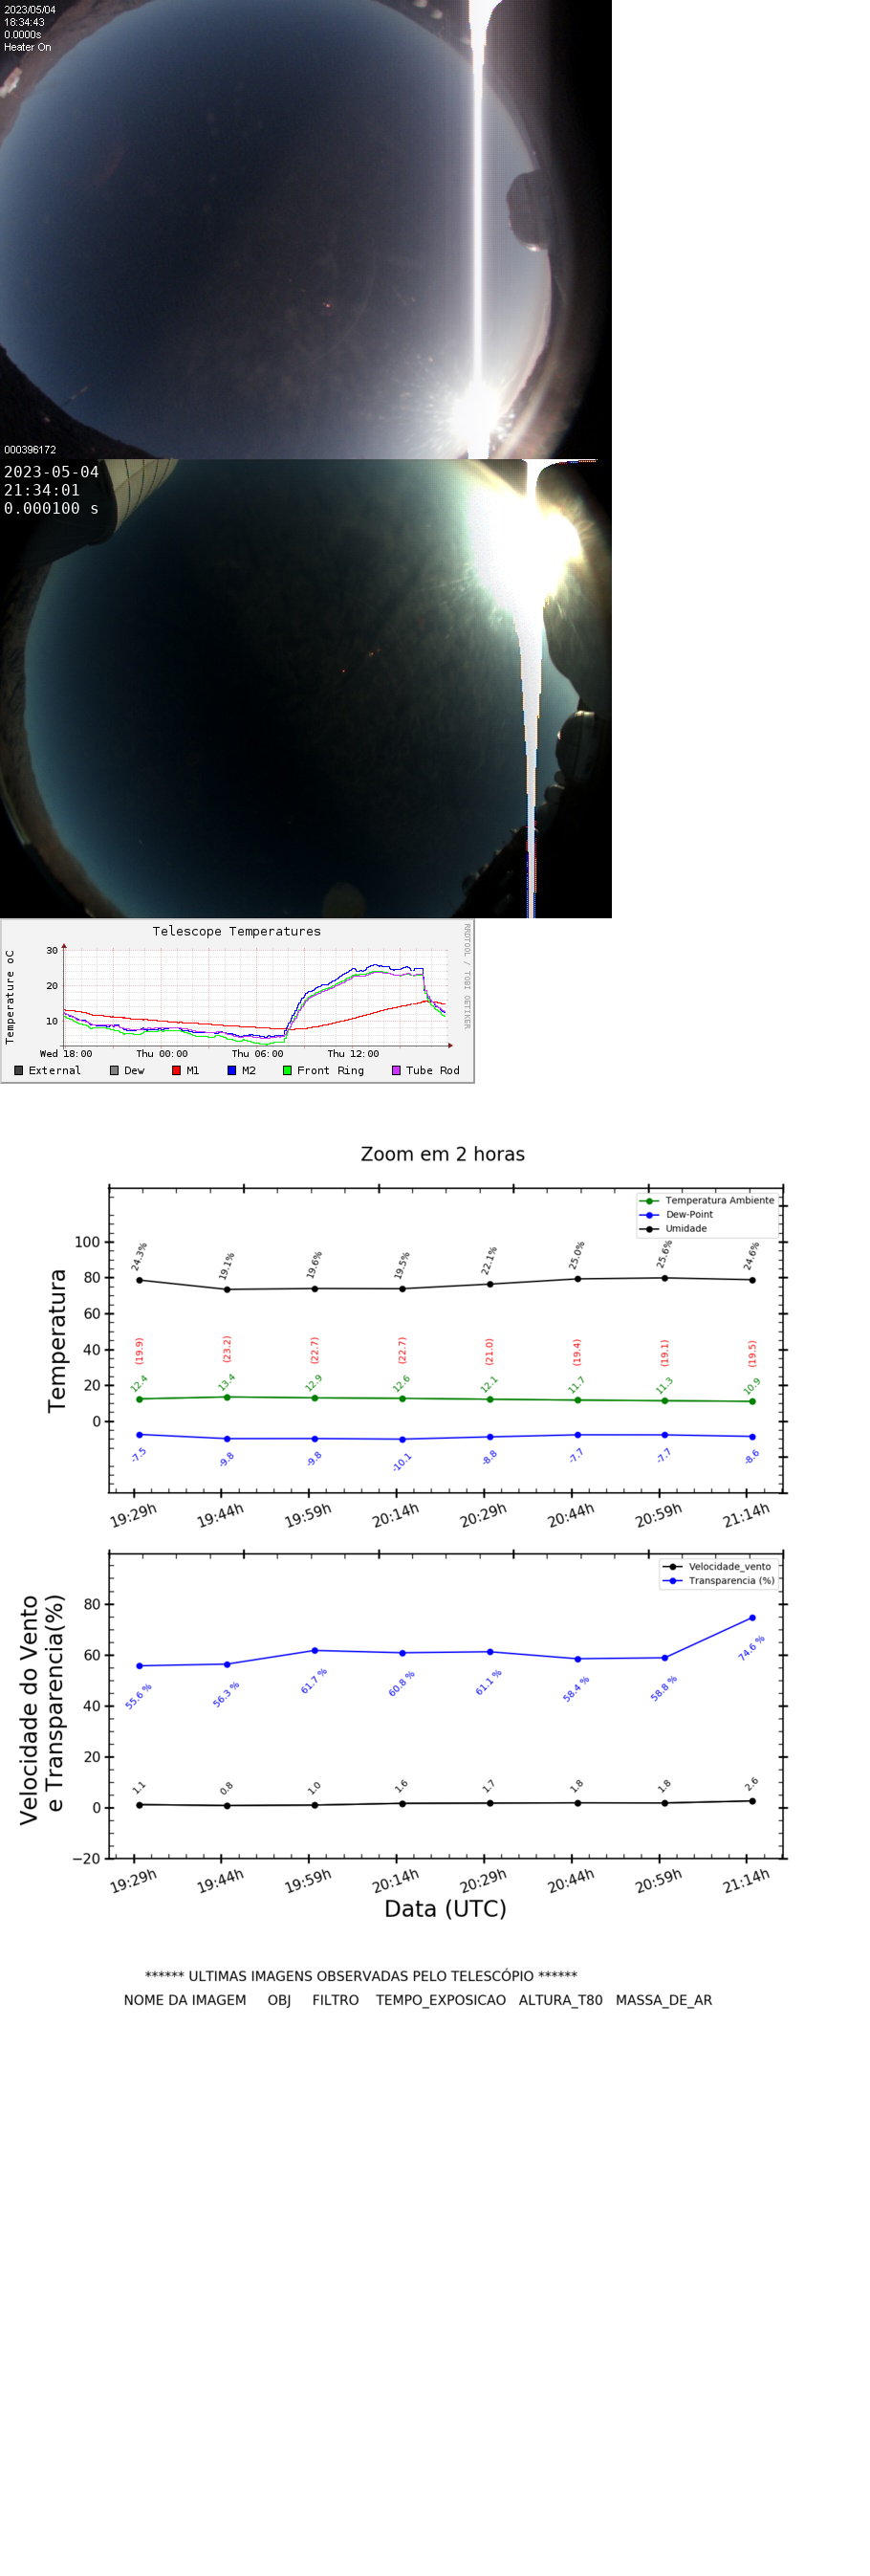 2023/05/04
18:34:43
0.0000s
Heater On
000396172
2023-05-04
21:34:01
0.000100 s
Telescope Temperatures
RRDTOOL / TOBI OETIKER
Temperature oC
30
20
10
Wed 18:00 Thu 00:00 Thu 06:00 Thu 12:00
External Dew M1 M2 Front Ring Tube Rod
Zoom em 2 horas
Temperatura
100
80
60
40
20
0
Temperatura Ambiente
Dew-Point
Umidade
24.3% 19.1% 19.6% 19.5% 22.1% 25.0% 25.6% 24.6%
(19.9) (23.2) (22.7) (22.7) (21.0) (19.4) (19.1) (19.5)
12.4 13.4 12.9 12.6 12.1 11.7 11.3 10.9
-7.5 -9.8 -9.8 -10.1 -8.8 -7.7 -7.7 -8.6
19:29h 19:44h 19:59h 20:14h 20:29h 20:44h 20:59h 21:14h
Velocidade do Vento
e Transparencia(%)
80
60
40
20
0
−20
Velocidade_vento
Transparencia (%)
55.6 % 56.3 % 61.7 % 60.8 % 61.1 % 58.4 % 58.8 % 74.6 %
1.1 0.8 1.0 1.6 1.7 1.8 1.8 2.6
19:29h 19:44h 19:59h 20:14h 20:29h 20:44h 20:59h 21:14h
Data (UTC)
****** ULTIMAS IMAGENS OBSERVADAS PELO TELESCÓPIO ******
NOME DA IMAGEM OBJ FILTRO TEMPO_EXPOSICAO ALTURA_T80 MASSA_DE_AR